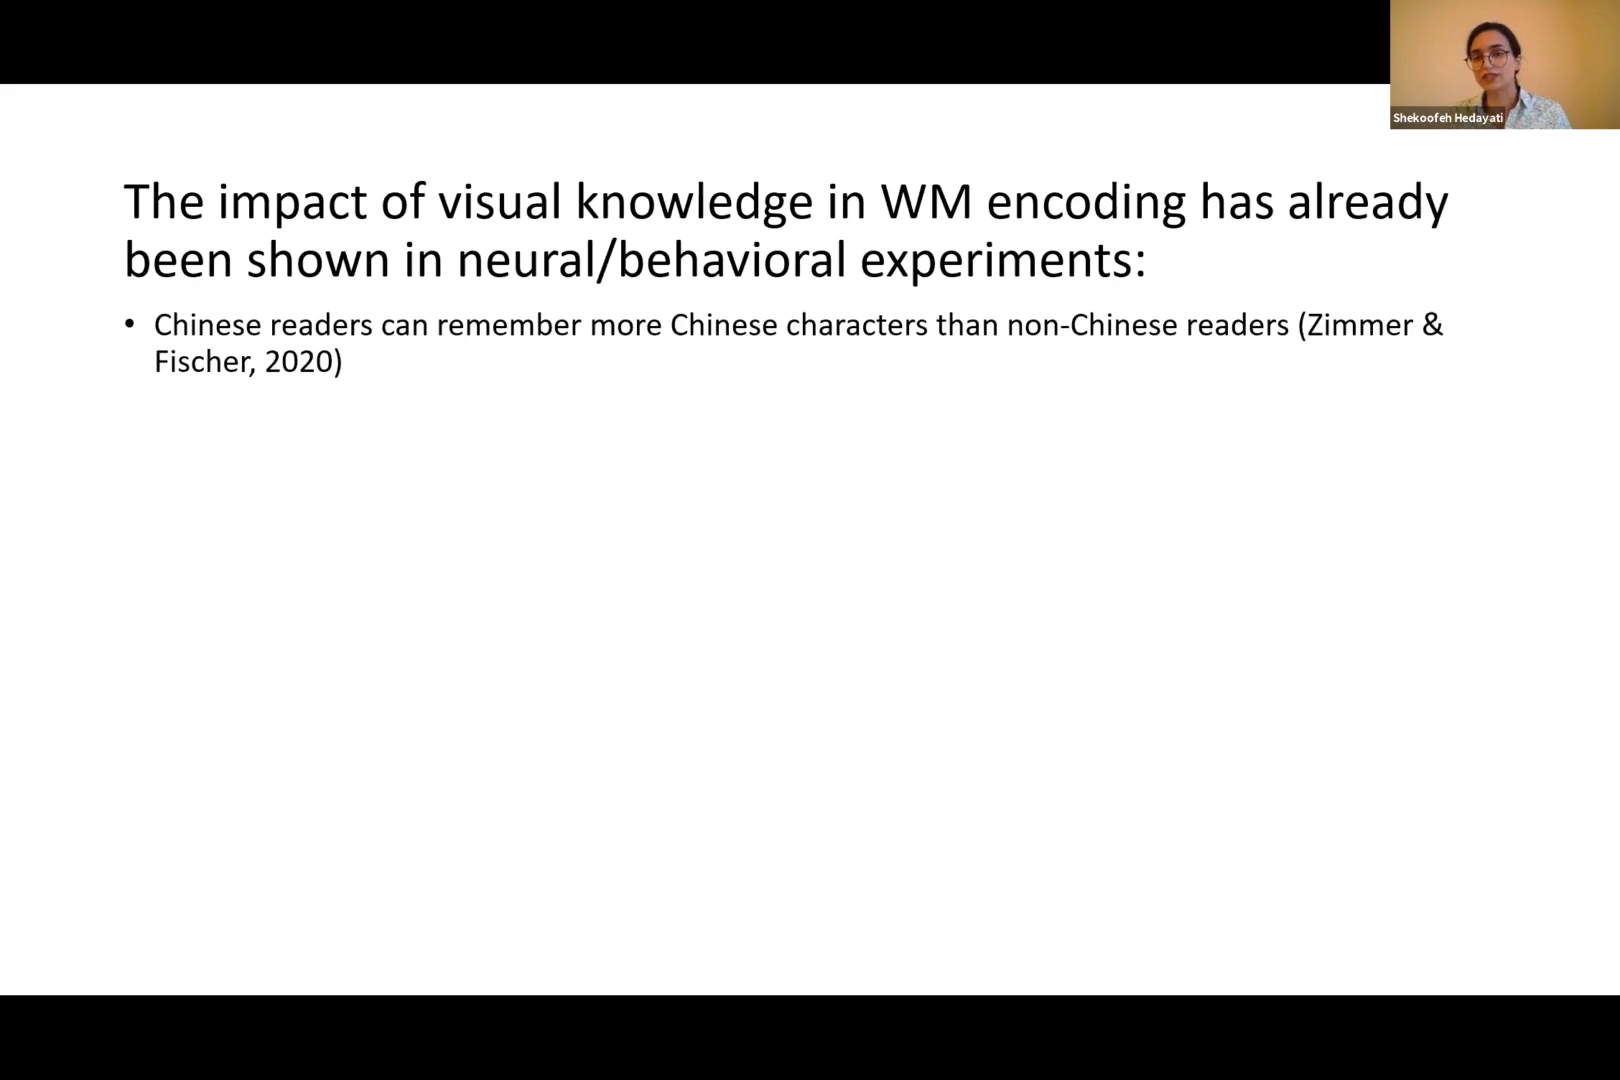 Shekoofeh Hedayati
The impact of visual knowledge in WM encoding has already
been shown in neural/behavioral experiments:
• Chinese readers can remember more Chinese characters than non-Chinese readers (Zimmer &
Fischer, 2020)